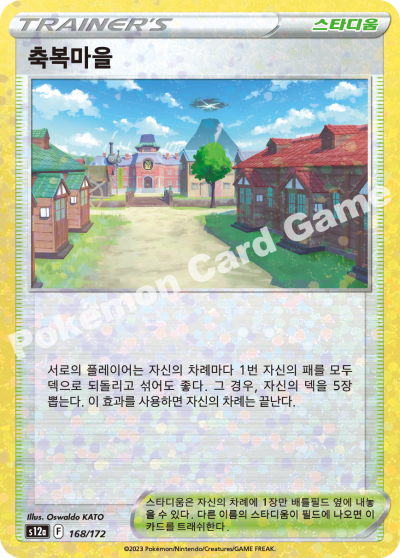 TRAINER'S
스타디움
축복마을
Pokémon Card Game
서로의 플레이어는 자신의 차례마다 1번 자신의 패를 모두
덱으로 되돌리고 섞어도 좋다. 그 경우, 자신의 덱을 5장
뽑는다. 이 효과를 사용하면 자신의 차례는 끝난다.
Illus. Oswaldo KATO
s12a F 168/172
스타디움은 자신의 차례에 1장만 배틀필드 옆에 내놓
을 수 있다. 다른 이름의 스타디움이 필드에 나오면 이
카드를 트래쉬한다.
©2023 Pokémon/Nintendo/Creatures/GAME FREAK.